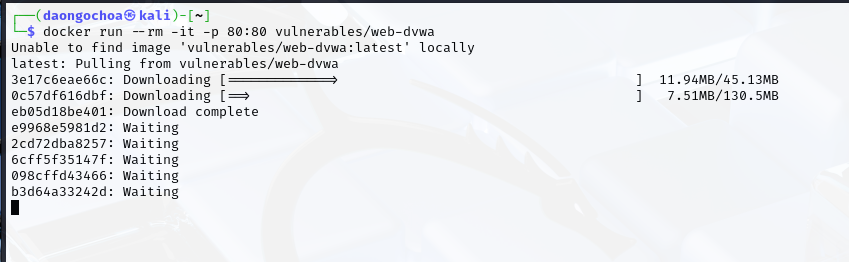 ┌──(daongochoa㉿kali)-[~]
└─$ docker run --rm -it -p 80:80 vulnerables/web-dvwa
Unable to find image 'vulnerables/web-dvwa:latest' locally
latest: Pulling from vulnerables/web-dvwa
3e17c6eae66c: Downloading [=============>                                     ]  11.94MB/45.13MB
0c57df616dbf: Downloading [==>                                                ]   7.51MB/130.5MB
eb05d18be401: Download complete
e9968e5981d2: Waiting
2cd72dba8257: Waiting
6cff5f35147f: Waiting
098cffd43466: Waiting
b3d64a33242d: Waiting